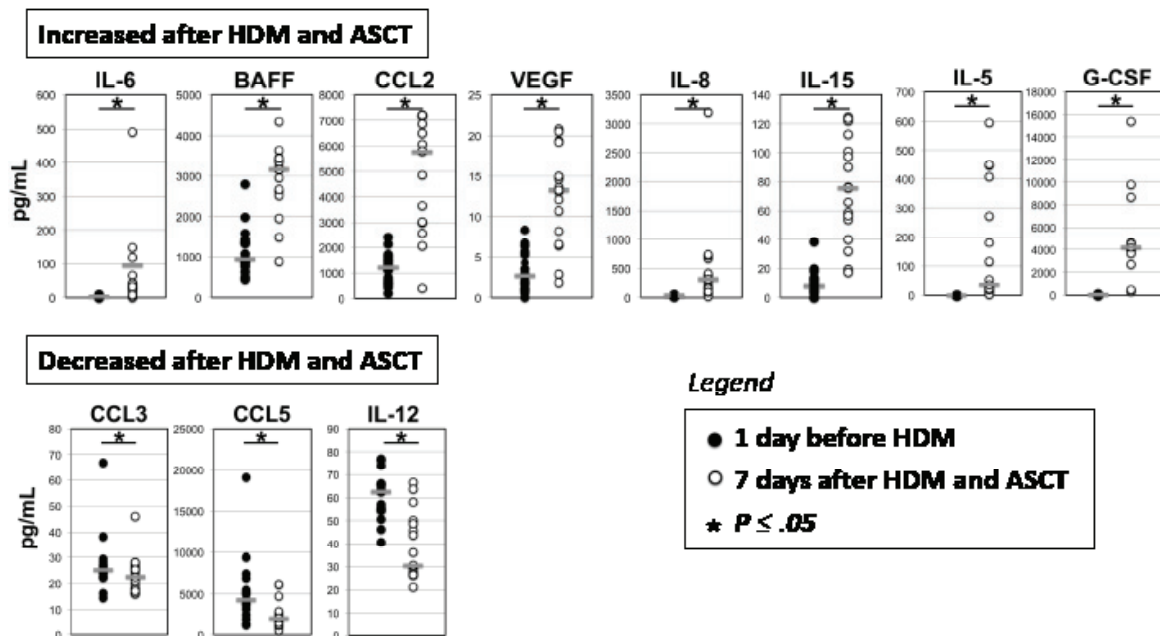 Increased after HDM and ASCT
IL-6 BAFF CCL2 VEGF IL-8 IL-15 IL-5 G-CSF
pg/mL
600 500 400 300 200 100 0
5000 4000 3000 2000 1000 0
8000 7000 6000 5000 4000 3000 2000 1000 0
25 20 15 10 5 0
3500 3000 2500 2000 1500 1000 500 0
140 120 100 80 60 40 20 0
700 600 500 400 300 200 100 0
18000 16000 14000 12000 10000 8000 6000 4000 2000 0
* * * * * * * *
Decreased after HDM and ASCT
CCL3 CCL5 IL-12
pg/mL
80 70 60 50 40 30 20 10 0
25000 20000 15000 10000 5000 0
90 80 70 60 50 40 30 20 10 0
* * *
Legend
● 1 day before HDM
○ 7 days after HDM and ASCT
* P ≤ .05